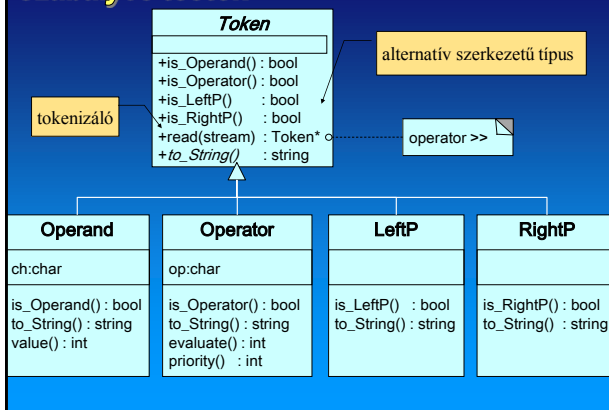 Token
+is_Operand() : bool
+is_Operator() : bool
+is_LeftP() : bool
+is_RightP() : bool
+read(stream) : Token*
+to_String() : string
alternatív szerkezetű típus
tokenizáló
operator >>
Operand
ch:char
is_Operand() : bool
to_String() : string
value() : int
Operator
op:char
is_Operator() : bool
to_String() : string
evaluate() : int
priority() : int
LeftP
is_LeftP() : bool
to_String() : string
RightP
is_RightP() : bool
to_String() : string